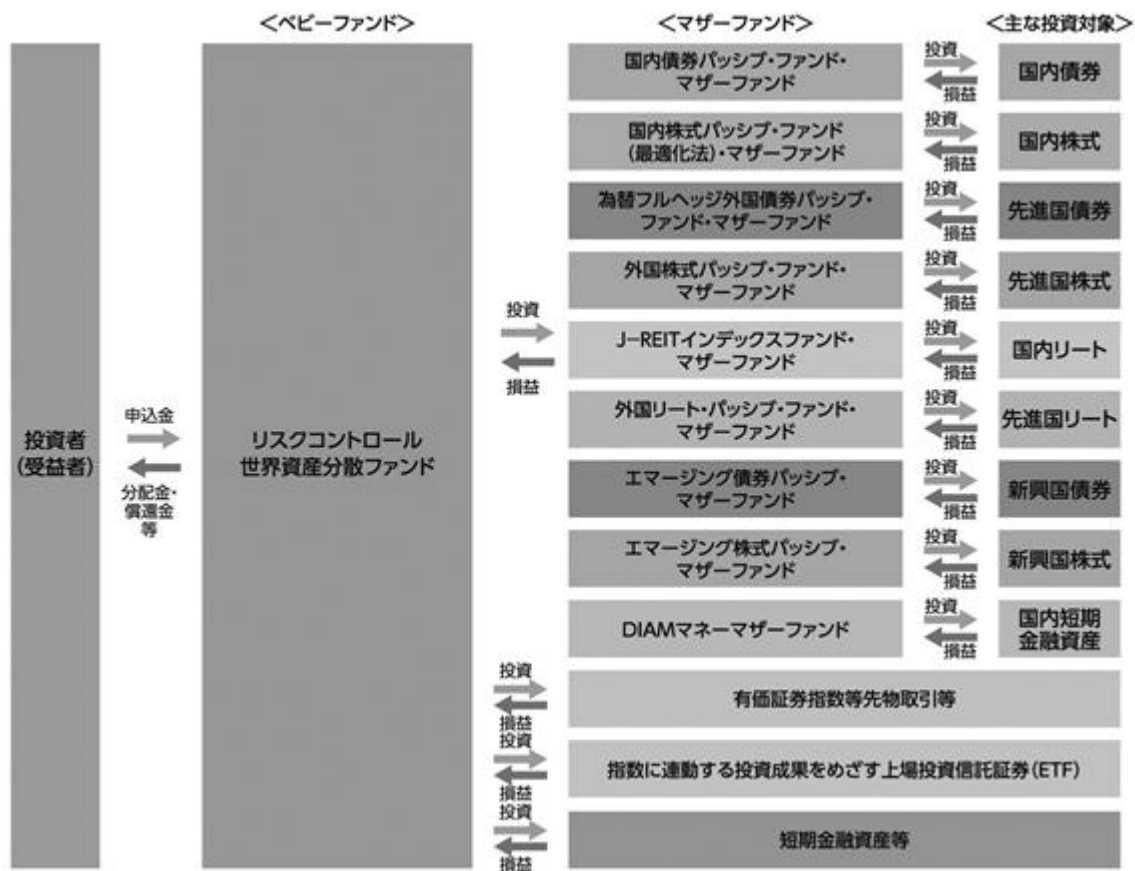 <ベビーファンド>
<マザーファンド>
<主な投資対象>
投資者
(受益者)
申込金
分配金・
償還金
等
リスクコントロール
世界資産分散ファンド
投資
損益
国内債券パッシブ・ファンド・
マザーファンド
投資
損益
国内債券
国内株式パッシブ・ファンド
(最適化法)・マザーファンド
投資
損益
国内株式
為替フルヘッジ外国債券パッシブ・
ファンド・マザーファンド
投資
損益
先進国債券
外国株式パッシブ・ファンド・
マザーファンド
投資
損益
先進国株式
J-REITインデックスファンド・
マザーファンド
投資
損益
国内リート
外国リート・パッシブ・ファンド・
マザーファンド
投資
損益
先進国リート
エマージング債券パッシブ・
マザーファンド
投資
損益
新興国債券
エマージング株式パッシブ・
マザーファンド
投資
損益
新興国株式
DIAMマネーマザーファンド
投資
損益
国内短期
金融資産
投資
損益
有価証券指数等先物取引等
投資
損益
指数に連動する投資成果をめざす上場投資信託証券(ETF)
投資
損益
短期金融資産等